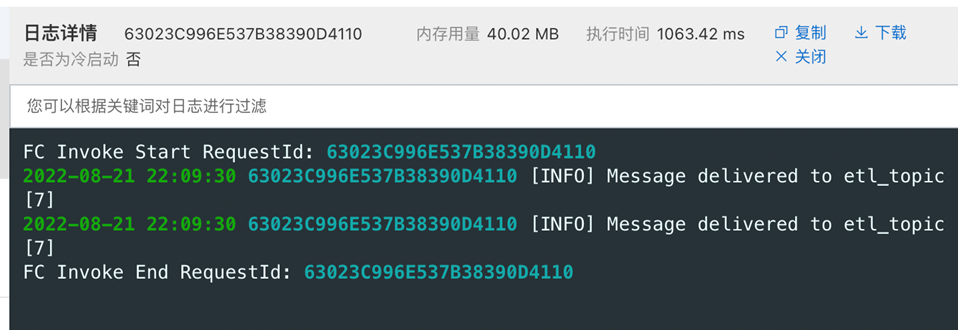 日志详情 63023C996E537B38390D4110 内存用量 40.02 MB 执行时间 1063.42 ms 复制 下载
是否为冷启动 否 关闭
您可以根据关键词对日志进行过滤
FC Invoke Start RequestId: 63023C996E537B38390D4110
2022-08-21 22:09:30 63023C996E537B38390D4110 [INFO] Message delivered to etl_topic
[7]
2022-08-21 22:09:30 63023C996E537B38390D4110 [INFO] Message delivered to etl_topic
[7]
FC Invoke End RequestId: 63023C996E537B38390D4110